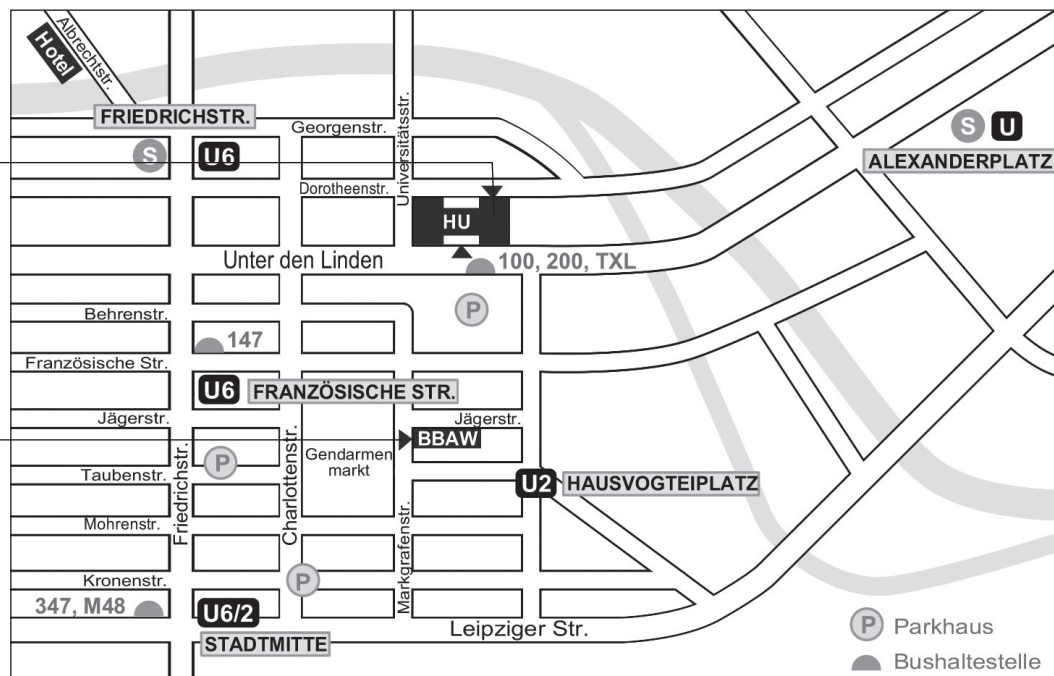 Albrechtstr.
Hotel
FRIEDRICHSTR.
S
U6
Georgenstr.
Universitätsstr.
S U
ALEXANDERPLATZ
Dorotheenstr.
HU
Unter den Linden
100, 200, TXL
P
Behrenstr.
147
Französische Str.
U6 FRANZÖSISCHE STR.
Jägerstr.
Jägerstr.
BBAW
Gendarmen
markt
P
Taubenstr.
U2 HAUSVOGTEIPLATZ
Friedrichstr.
Charlottenstr.
Markgrafenstr.
Mohrenstr.
Kronenstr.
P
347, M48
U6/2
STADTMITTE
Leipziger Str.
P Parkhaus
Bushaltestelle